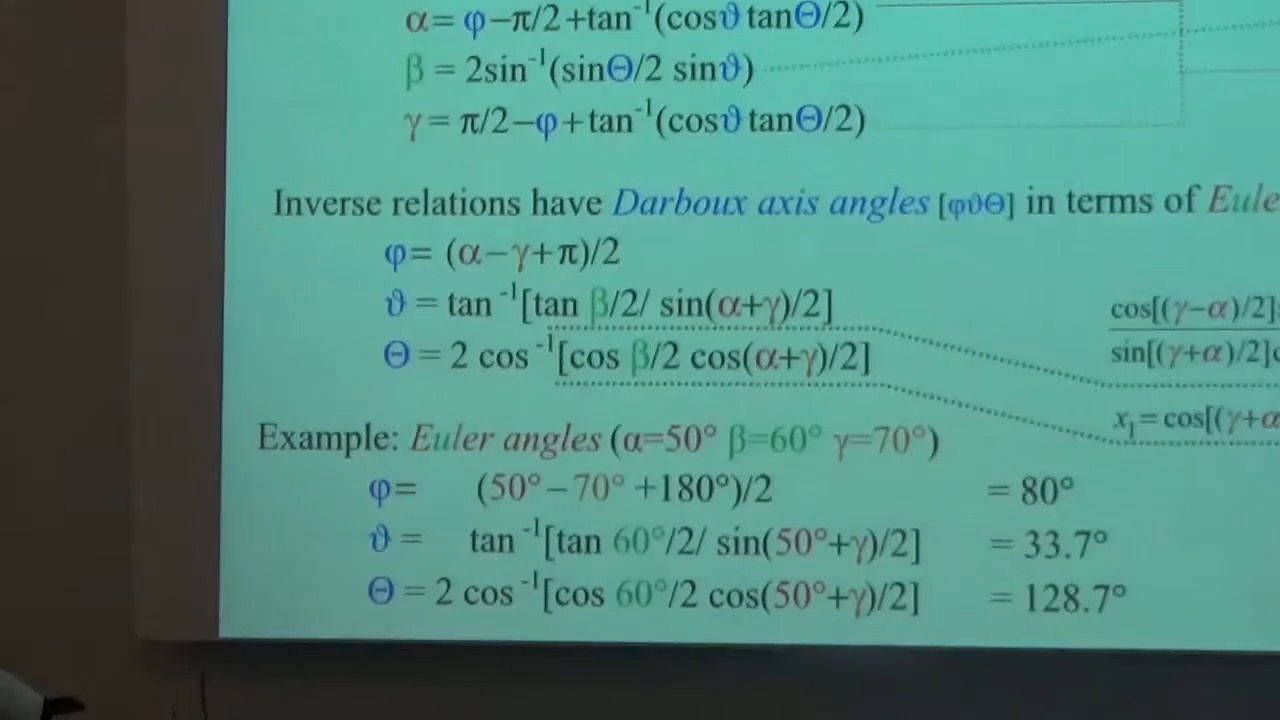 α= φ−π/2+tan⁻¹(cosϑ tanΘ/2)
β = 2sin⁻¹(sinΘ/2 sinϑ)
γ= π/2−φ+tan⁻¹(cosϑ tanΘ/2)
Inverse relations have Darboux axis angles [φϑΘ] in terms of Eule
φ= (α−γ+π)/2
ϑ = tan ⁻¹[tan β/2/ sin(α+γ)/2]
Θ = 2 cos ⁻¹[cos β/2 cos(α+γ)/2]
cos[(γ−α)/2]
sin[(γ+α)/2]c
x₁=cos[(γ+α
Example: Euler angles (α=50° β=60° γ=70°)
φ= (50°−70° +180°)/2 = 80°
ϑ = tan ⁻¹[tan 60°/2/ sin(50°+γ)/2] = 33.7°
Θ = 2 cos ⁻¹[cos 60°/2 cos(50°+γ)/2] = 128.7°